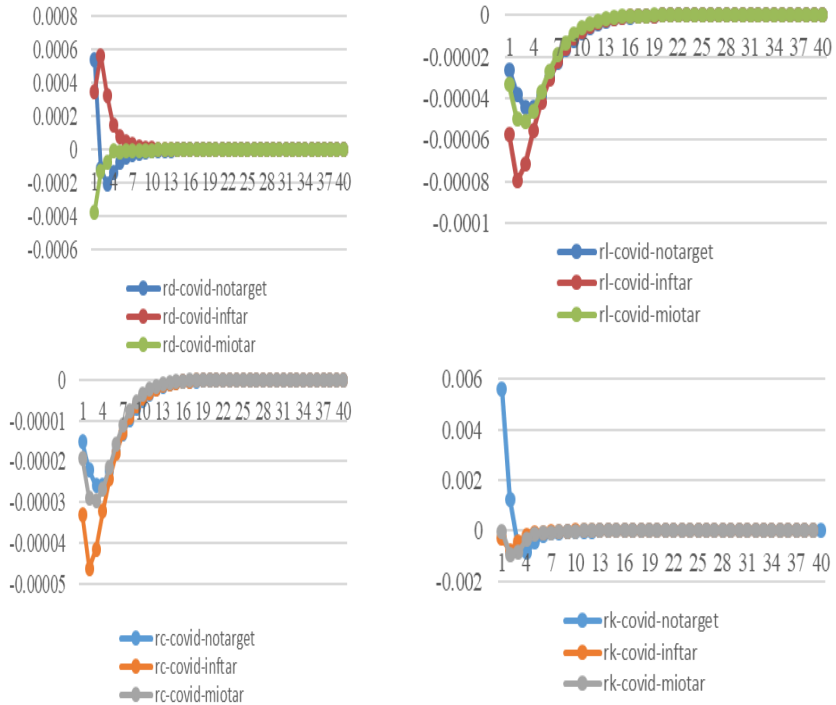 0.0008
0.0006
0.0004
0.0002
0
-0.0002
-0.0004
-0.0006
1 4 7 10 13 16 19 22 25 28 31 34 37 40
rd-covid-notarget
rd-covid-inftar
rd-covid-miotar
0
-0.00002
-0.00004
-0.00006
-0.00008
-0.0001
1 4 7 10 13 16 19 22 25 28 31 34 37 40
rl-covid-notarget
rl-covid-inftar
rl-covid-miotar
0
-0.00001
-0.00002
-0.00003
-0.00004
-0.00005
1 4 7 10 13 16 19 22 25 28 31 34 37 40
rc-covid-notarget
rc-covid-inftar
rc-covid-miotar
0.006
0.004
0.002
0
-0.002
1 4 7 10 13 16 19 22 25 28 31 34 37 40
rk-covid-notarget
rk-covid-inftar
rk-covid-miotar